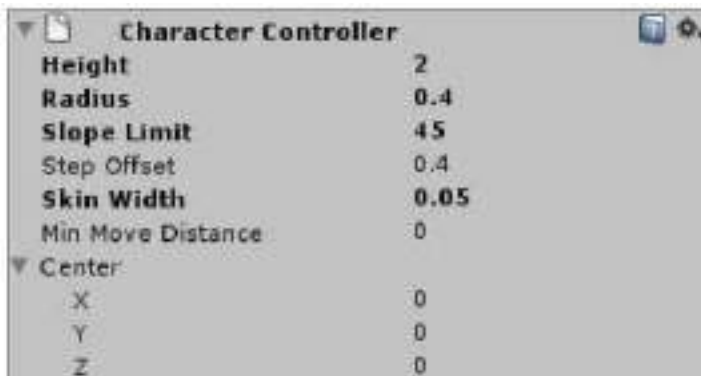 Character Controller
Height 2
Radius 0.4
Slope Limit 45
Step Offset 0.4
Skin Width 0.05
Min Move Distance 0
Center
X 0
Y 0
Z 0